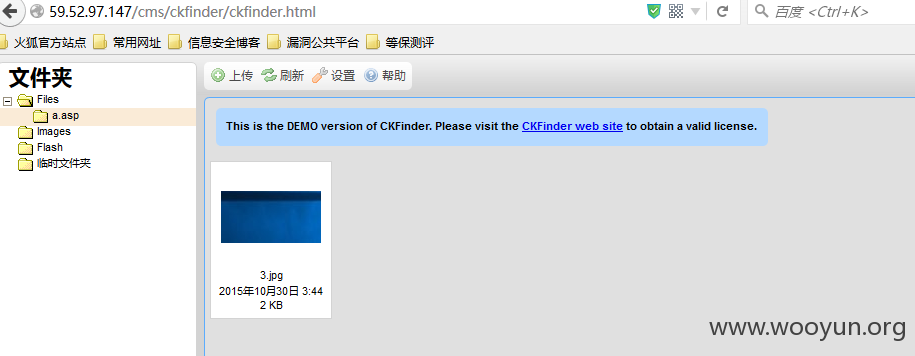 59.52.97.147/cms/ckfinder/ckfinder.html
百度 <Ctrl+K>
火狐官方站点 常用网址 信息安全博客 漏洞公共平台 等保测评
文件夹
上传 刷新 设置 帮助
Files
a.asp
Images
Flash
临时文件夹
This is the DEMO version of CKFinder. Please visit the CKFinder web site to obtain a valid license.
3.jpg
2015年10月30日 3:44
2 KB
www.wooyun.org